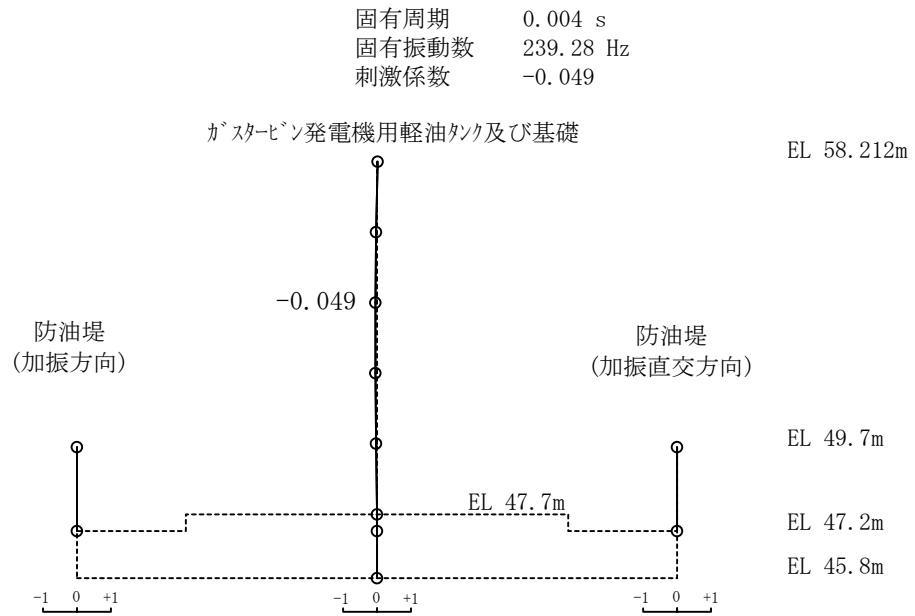 固有周期 0.004 s
固有振動数 239.28 Hz
刺激係数 -0.049
ｶﾞｽﾀｰﾋﾞﾝ発電機用軽油ﾀﾝｸ及び基礎
EL 58.212m
-0.049
防油堤
(加振方向)
防油堤
(加振直交方向)
EL 49.7m
EL 47.7m
EL 47.2m
EL 45.8m
-1 0 +1
-1 0 +1
-1 0 +1